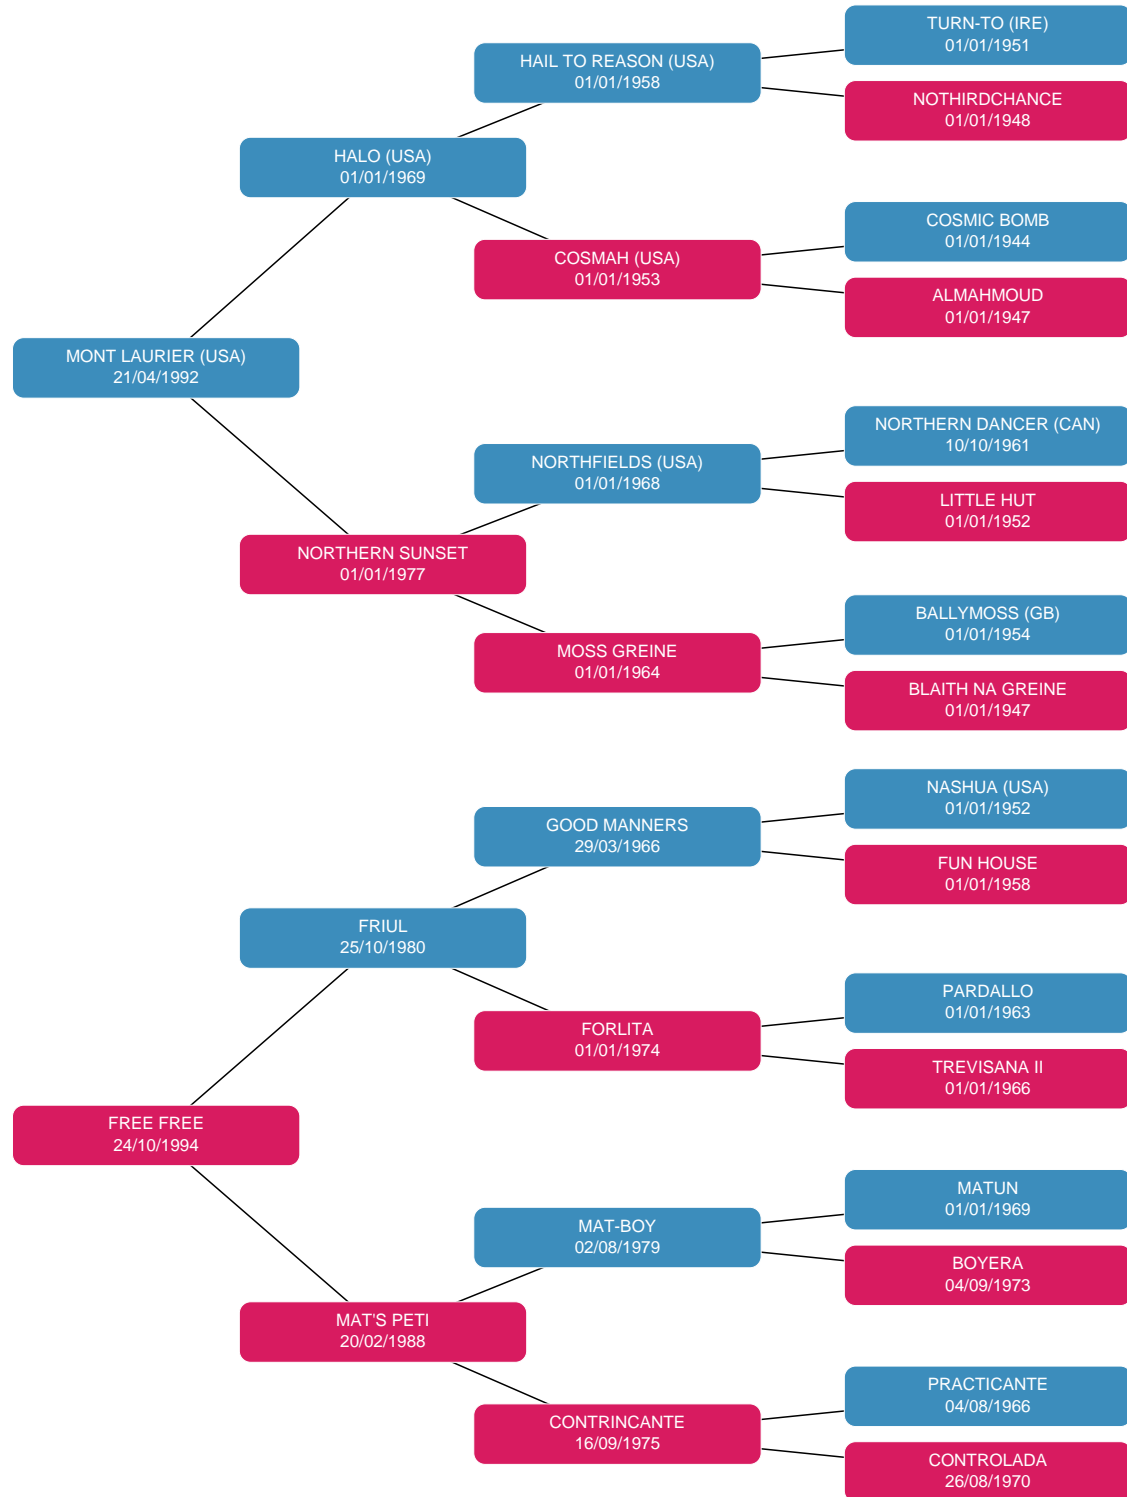 TURN-TO (IRE)
01/01/1951
HAIL TO REASON (USA)
01/01/1958
NOTHIRDCHANCE
01/01/1948
HALO (USA)
01/01/1969
COSMIC BOMB
01/01/1944
COSMAH (USA)
01/01/1953
ALMAHMOUD
01/01/1947
MONT LAURIER (USA)
21/04/1992
NORTHERN DANCER (CAN)
10/10/1961
NORTHFIELDS (USA)
01/01/1968
LITTLE HUT
01/01/1952
NORTHERN SUNSET
01/01/1977
BALLYMOSS (GB)
01/01/1954
MOSS GREINE
01/01/1964
BLAITH NA GREINE
01/01/1947
NASHUA (USA)
01/01/1952
GOOD MANNERS
29/03/1966
FUN HOUSE
01/01/1958
FRIUL
25/10/1980
PARDALLO
01/01/1963
FORLITA
01/01/1974
TREVISANA II
01/01/1966
FREE FREE
24/10/1994
MATUN
01/01/1969
MAT-BOY
02/08/1979
BOYERA
04/09/1973
MAT'S PETI
20/02/1988
PRACTICANTE
04/08/1966
CONTRINCANTE
16/09/1975
CONTROLADA
26/08/1970